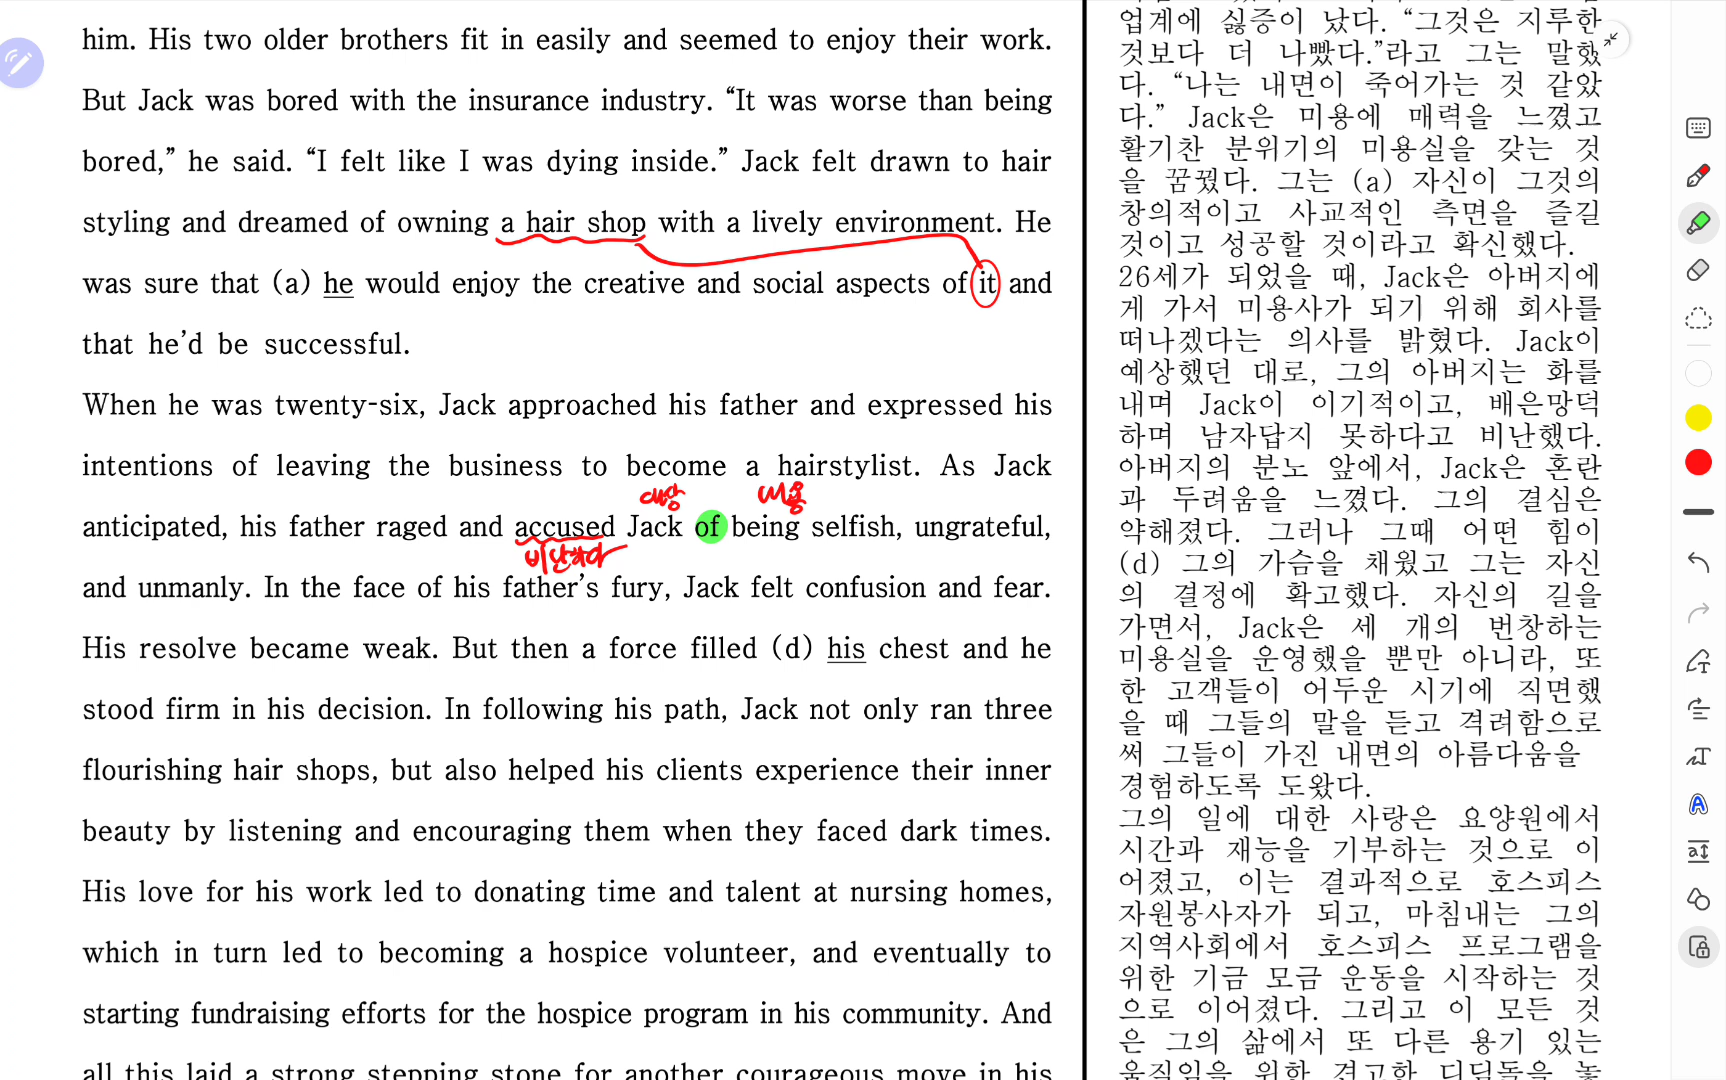 him. His two older brothers fit in easily and seemed to enjoy their work.
But Jack was bored with the insurance industry. “It was worse than being
bored,” he said. “I felt like I was dying inside.” Jack felt drawn to hair
styling and dreamed of owning a hair shop with a lively environment. He
was sure that (a) he would enjoy the creative and social aspects of it and
that he’d be successful.
When he was twenty-six, Jack approached his father and expressed his
intentions of leaving the business to become a hairstylist. As Jack
대상 내용
anticipated, his father raged and accused Jack of being selfish, ungrateful,
비난하다
and unmanly. In the face of his father’s fury, Jack felt confusion and fear.
His resolve became weak. But then a force filled (d) his chest and he
stood firm in his decision. In following his path, Jack not only ran three
flourishing hair shops, but also helped his clients experience their inner
beauty by listening and encouraging them when they faced dark times.
His love for his work led to donating time and talent at nursing homes,
which in turn led to becoming a hospice volunteer, and eventually to
starting fundraising efforts for the hospice program in his community. And
all this laid a strong stepping stone for another courageous move in his
업계에 싫증이 났다. “그것은 지루한
것보다 더 나빴다.”라고 그는 말했
다. “나는 내면이 죽어가는 것 같았
다.” Jack은 미용에 매력을 느꼈고
활기찬 분위기의 미용실을 갖는 것
을 꿈꿨다. 그는 (a) 자신이 그것의
창의적이고 사교적인 측면을 즐길
것이고 성공할 것이라고 확신했다.
26세가 되었을 때, Jack은 아버지에
게 가서 미용사가 되기 위해 회사를
떠나겠다는 의사를 밝혔다. Jack이
예상했던 대로, 그의 아버지는 화를
내며 Jack이 이기적이고, 배은망덕
하며 남자답지 못하다고 비난했다.
아버지의 분노 앞에서, Jack은 혼란
과 두려움을 느꼈다. 그의 결심은
약해졌다. 그러나 그때 어떤 힘이
(d) 그의 가슴을 채웠고 그는 자신
의 결정에 확고했다. 자신의 길을
가면서, Jack은 세 개의 번창하는
미용실을 운영했을 뿐만 아니라, 또
한 고객들이 어두운 시기에 직면했
을 때 그들의 말을 듣고 격려함으로
써 그들이 가진 내면의 아름다움을
경험하도록 도왔다.
그의 일에 대한 사랑은 요양원에서
시간과 재능을 기부하는 것으로 이
어졌고, 이는 결과적으로 호스피스
자원봉사자가 되고, 마침내는 그의
지역사회에서 호스피스 프로그램을
위한 기금 모금 운동을 시작하는 것
으로 이어졌다. 그리고 이 모든 것
은 그의 삶에서 또 다른 용기 있는
움직임을 위한 견고한 디딤돌을 놓